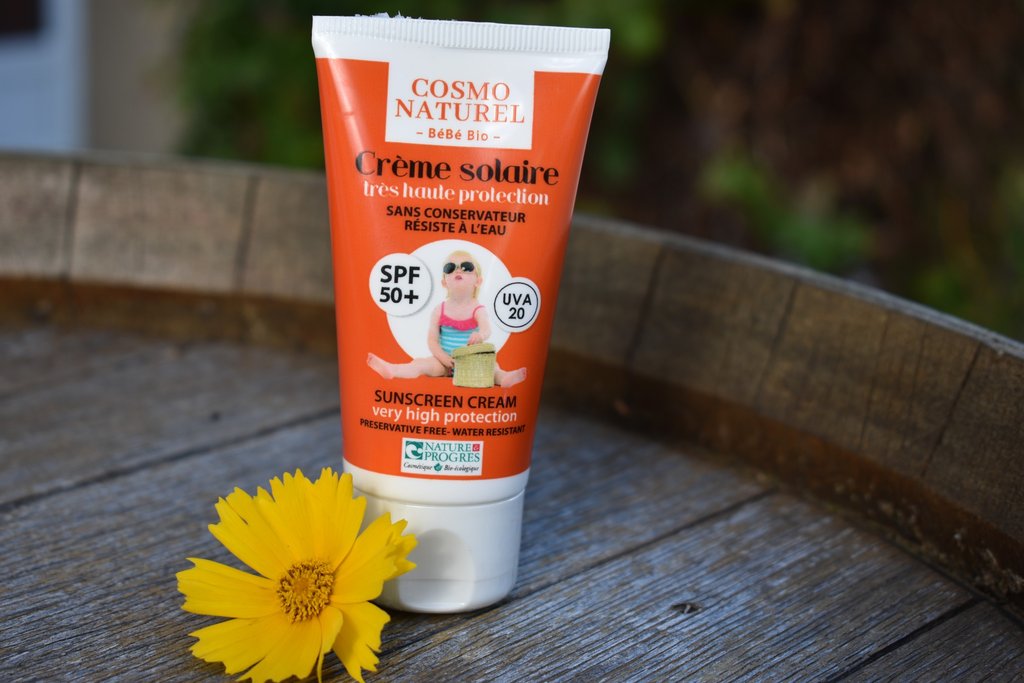 COSMO
NATUREL
– BéBé Bio –
Crème solaire
très haute protection
SANS CONSERVATEUR
RÉSISTE À L'EAU
SPF
50+
UVA
20
SUNSCREEN CREAM
very high protection
PRESERVATIVE FREE- WATER RESISTANT
NATURE &
PROGRES
Cosmétique Bio-écologique